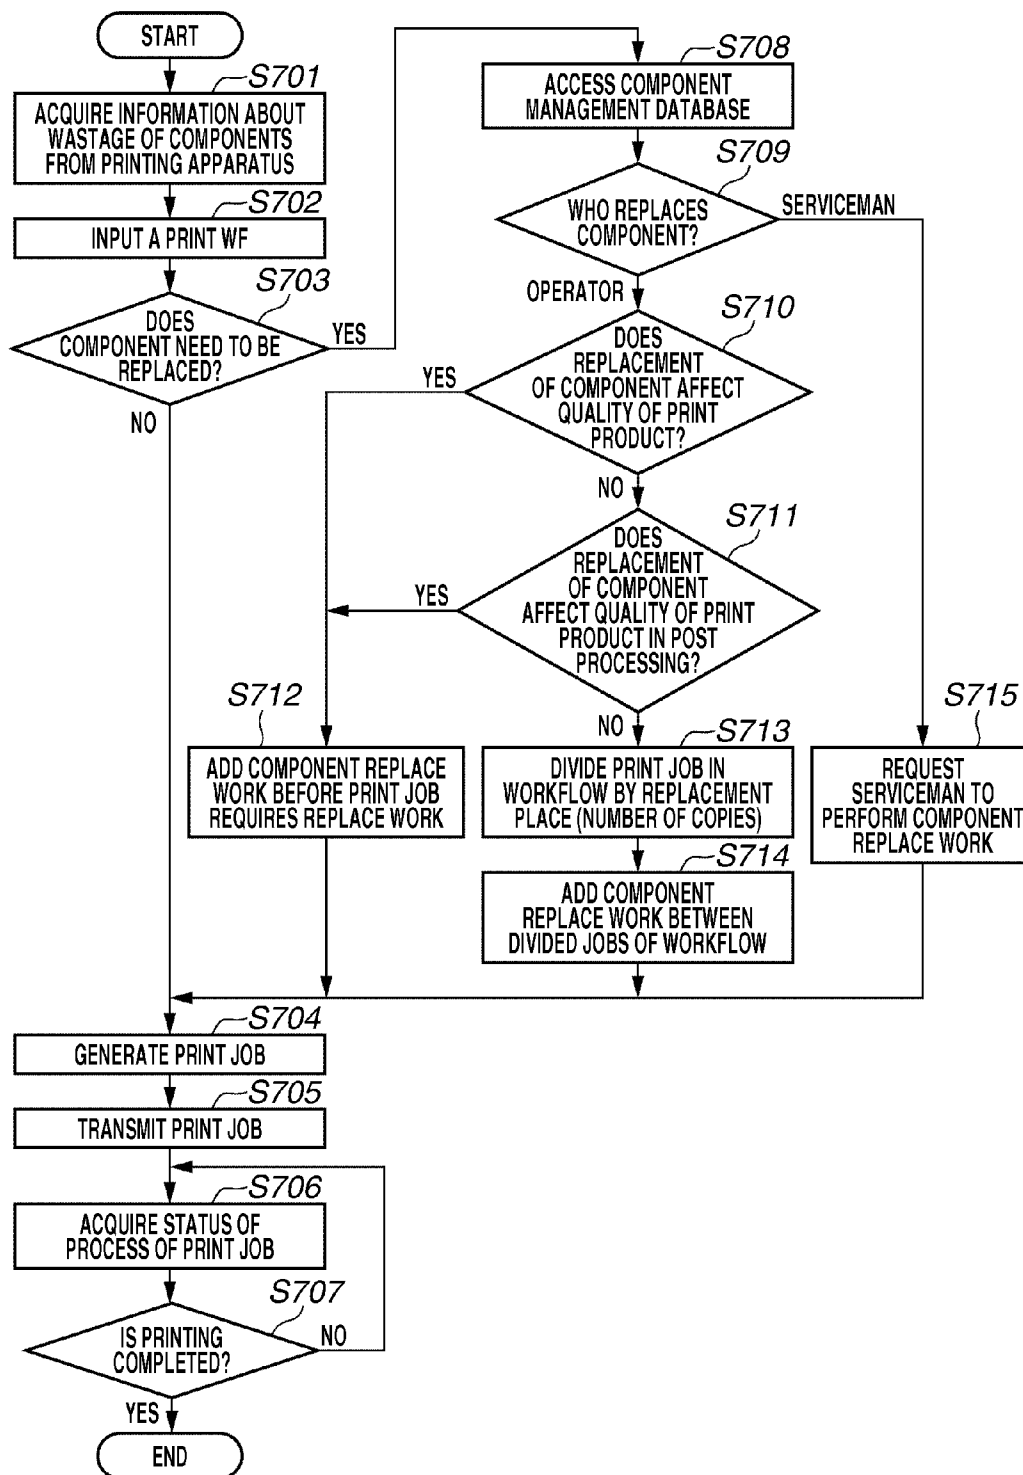 START
S701
ACQUIRE INFORMATION ABOUT
WASTAGE OF COMPONENTS
FROM PRINTING APPARATUS
S702
INPUT A PRINT WF
S703
DOES
COMPONENT NEED TO BE
REPLACED?
YES
NO
S708
ACCESS COMPONENT
MANAGEMENT DATABASE
S709
WHO REPLACES
COMPONENT?
SERVICEMAN
OPERATOR
S710
DOES
REPLACEMENT
OF COMPONENT AFFECT
QUALITY OF PRINT
PRODUCT?
YES
NO
S711
DOES
REPLACEMENT
OF COMPONENT
AFFECT QUALITY OF PRINT
PRODUCT IN POST
PROCESSING?
YES
NO
S712
ADD COMPONENT REPLACE
WORK BEFORE PRINT JOB
REQUIRES REPLACE WORK
S713
DIVIDE PRINT JOB IN
WORKFLOW BY REPLACEMENT
PLACE (NUMBER OF COPIES)
S714
ADD COMPONENT
REPLACE WORK BETWEEN
DIVIDED JOBS OF WORKFLOW
S715
REQUEST
SERVICEMAN TO
PERFORM COMPONENT
REPLACE WORK
S704
GENERATE PRINT JOB
S705
TRANSMIT PRINT JOB
S706
ACQUIRE STATUS OF
PROCESS OF PRINT JOB
S707
IS PRINTING
COMPLETED?
NO
YES
END